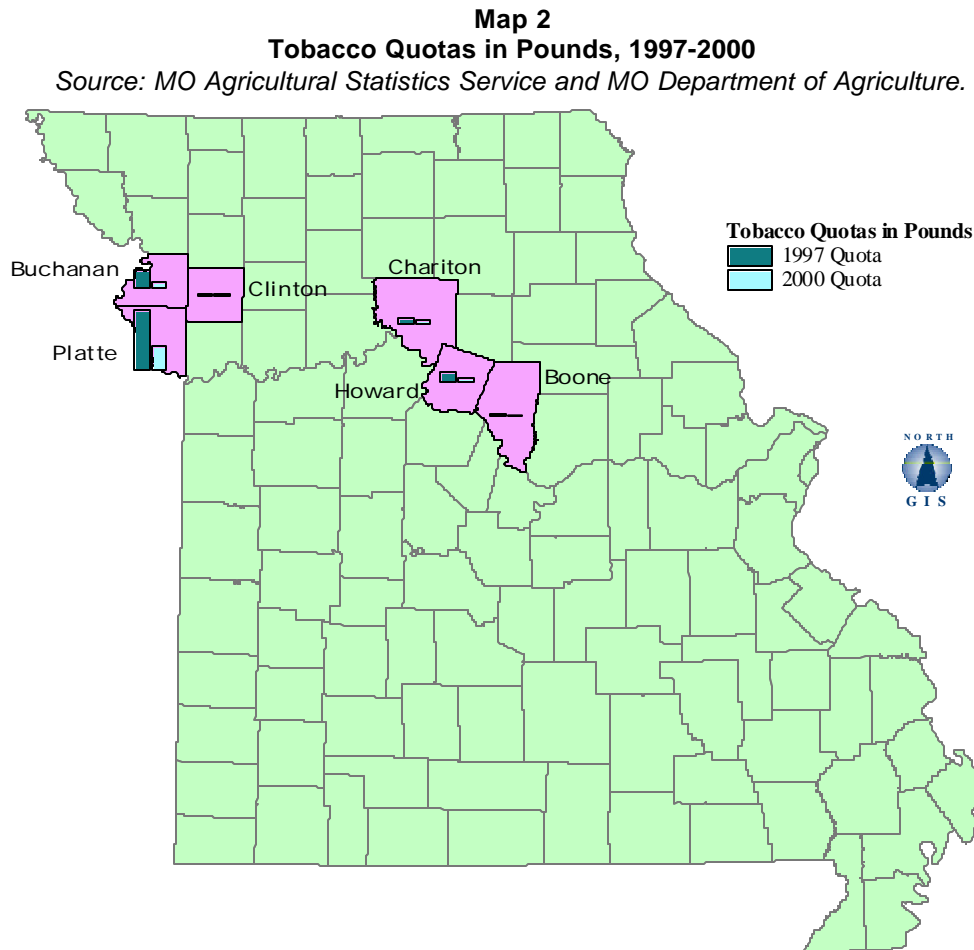 Map 2
Tobacco Quotas in Pounds, 1997-2000
Source: MO Agricultural Statistics Service and MO Department of Agriculture.
Tobacco Quotas in Pounds
1997 Quota
2000 Quota
Buchanan
Clinton
Chariton
Platte
Howard
Boone
NORTH
GIS